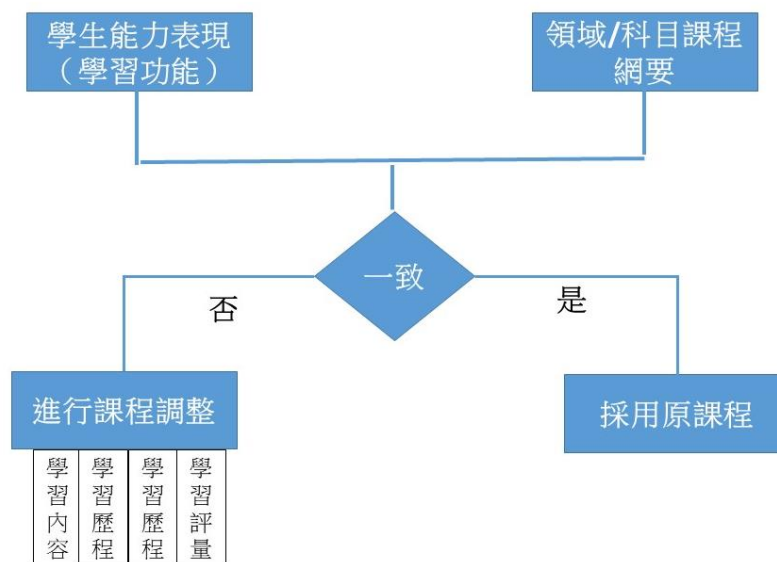 學生能力表現
（學習功能）
領域/科目課程
網要
一致
否
是
進行課程調整
採用原課程
學習內容
學習歷程
學習歷程
學習評量